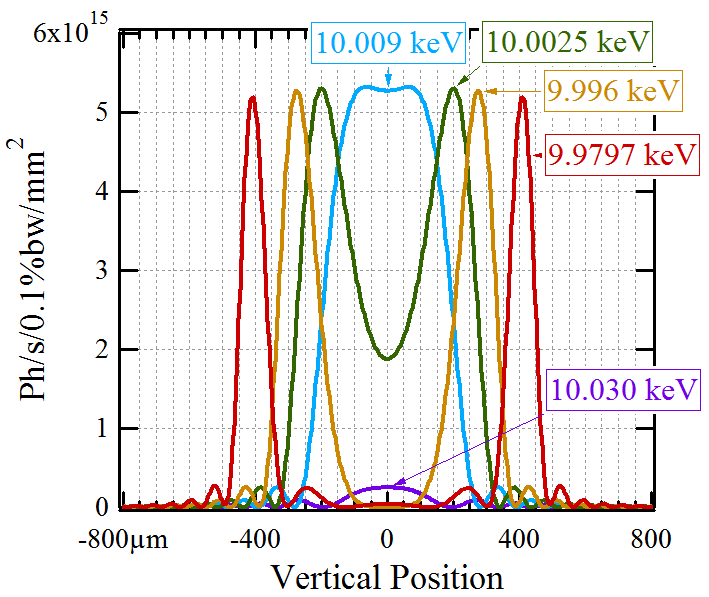 6x10^15
10.009 keV
10.0025 keV
9.996 keV
9.9797 keV
10.030 keV
5
4
3
2
1
0
Ph/s/0.1%bw/mm^2
-800μm
-400
0
400
800
Vertical Position